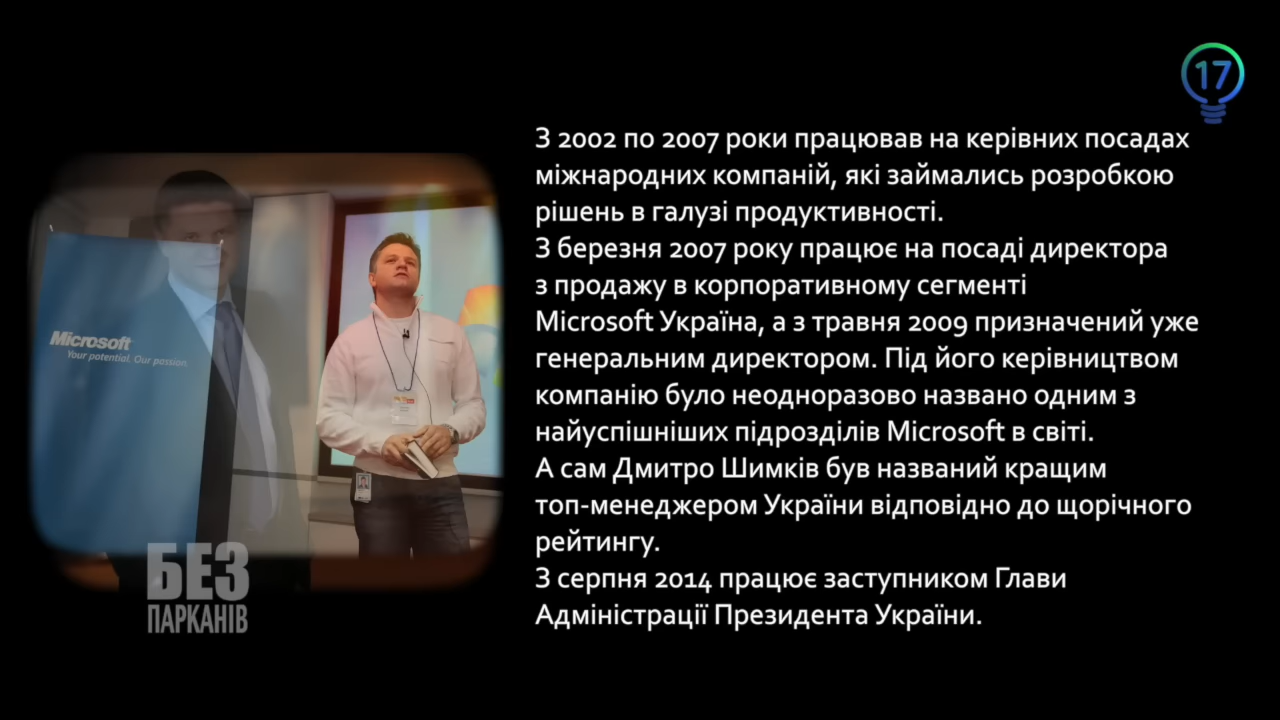 17
З 2002 по 2007 роки працював на керівних посадах
міжнародних компаній, які займались розробкою
рішень в галузі продуктивності.
З березня 2007 року працює на посаді директора
з продажу в корпоративному сегменті
Microsoft Україна, а з травня 2009 призначений уже
генеральним директором. Під його керівництвом
компанію було неодноразово названо одним з
найуспішніших підрозділів Microsoft в світі.
А сам Дмитро Шимків був названий кращим
топ-менеджером України відповідно до щорічного
рейтингу.
З серпня 2014 працює заступником Глави
Адміністрації Президента України.
Microsoft
Your potential. Our passion.
БЕЗ
ПАРКАНІВ